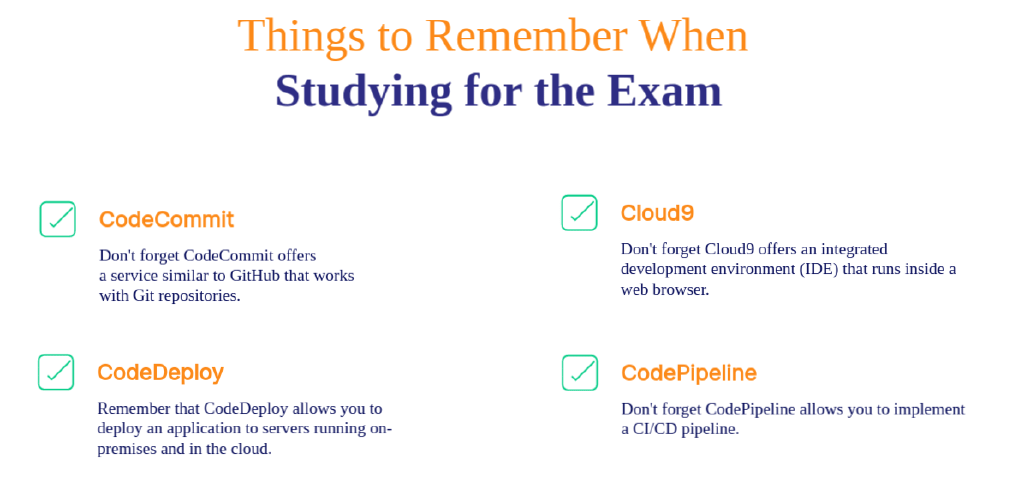 Things to Remember When
Studying for the Exam
CodeCommit
Don't forget CodeCommit offers
a service similar to GitHub that works
with Git repositories.
Cloud9
Don't forget Cloud9 offers an integrated
development environment (IDE) that runs inside a
web browser.
CodeDeploy
Remember that CodeDeploy allows you to
deploy an application to servers running on-
premises and in the cloud.
CodePipeline
Don't forget CodePipeline allows you to implement
a CI/CD pipeline.